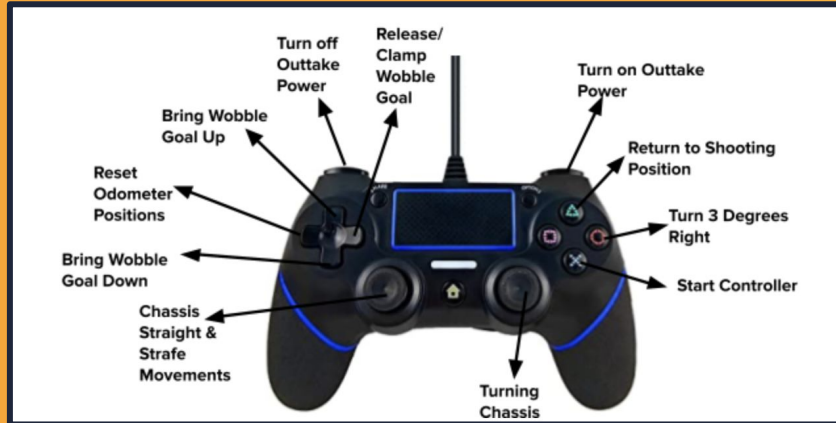 Turn off
Outtake
Power
Release/
Clamp
Wobble
Goal
Turn on Outtake
Power
Bring Wobble
Goal Up
Return to Shooting
Position
Reset
Odometer
Positions
Turn 3 Degrees
Right
Bring Wobble
Goal Down
Start Controller
Chassis
Straight &
Strafe
Movements
Turning
Chassis